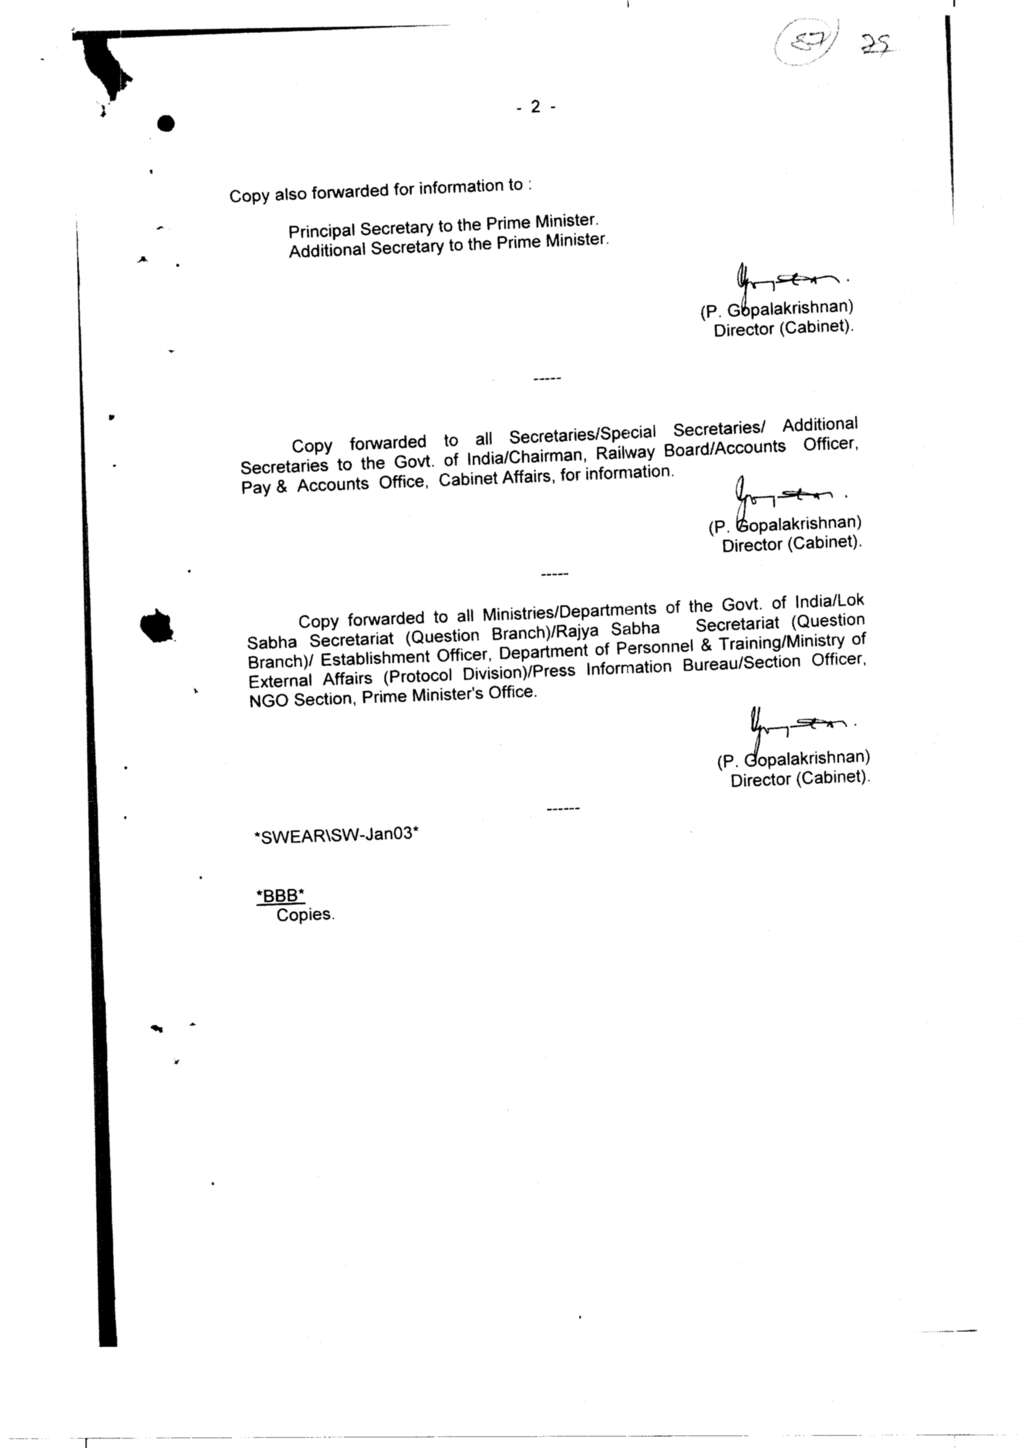 87 25
- 2 -
Copy also forwarded for information to :
Principal Secretary to the Prime Minister.
Additional Secretary to the Prime Minister.
(P. Gopalakrishnan)
Director (Cabinet).
-----
Copy forwarded to all Secretaries/Special Secretaries/ Additional
Secretaries to the Govt. of India/Chairman, Railway Board/Accounts Officer,
Pay & Accounts Office, Cabinet Affairs, for information.
(P. Gopalakrishnan)
Director (Cabinet).
-----
Copy forwarded to all Ministries/Departments of the Govt. of India/Lok
Sabha Secretariat (Question Branch)/Rajya Sabha Secretariat (Question
Branch)/ Establishment Officer, Department of Personnel & Training/Ministry of
External Affairs (Protocol Division)/Press Information Bureau/Section Officer,
NGO Section, Prime Minister's Office.
(P. Gopalakrishnan)
Director (Cabinet).
------
*SWEAR\SW-Jan03*
*BBB*
Copies.